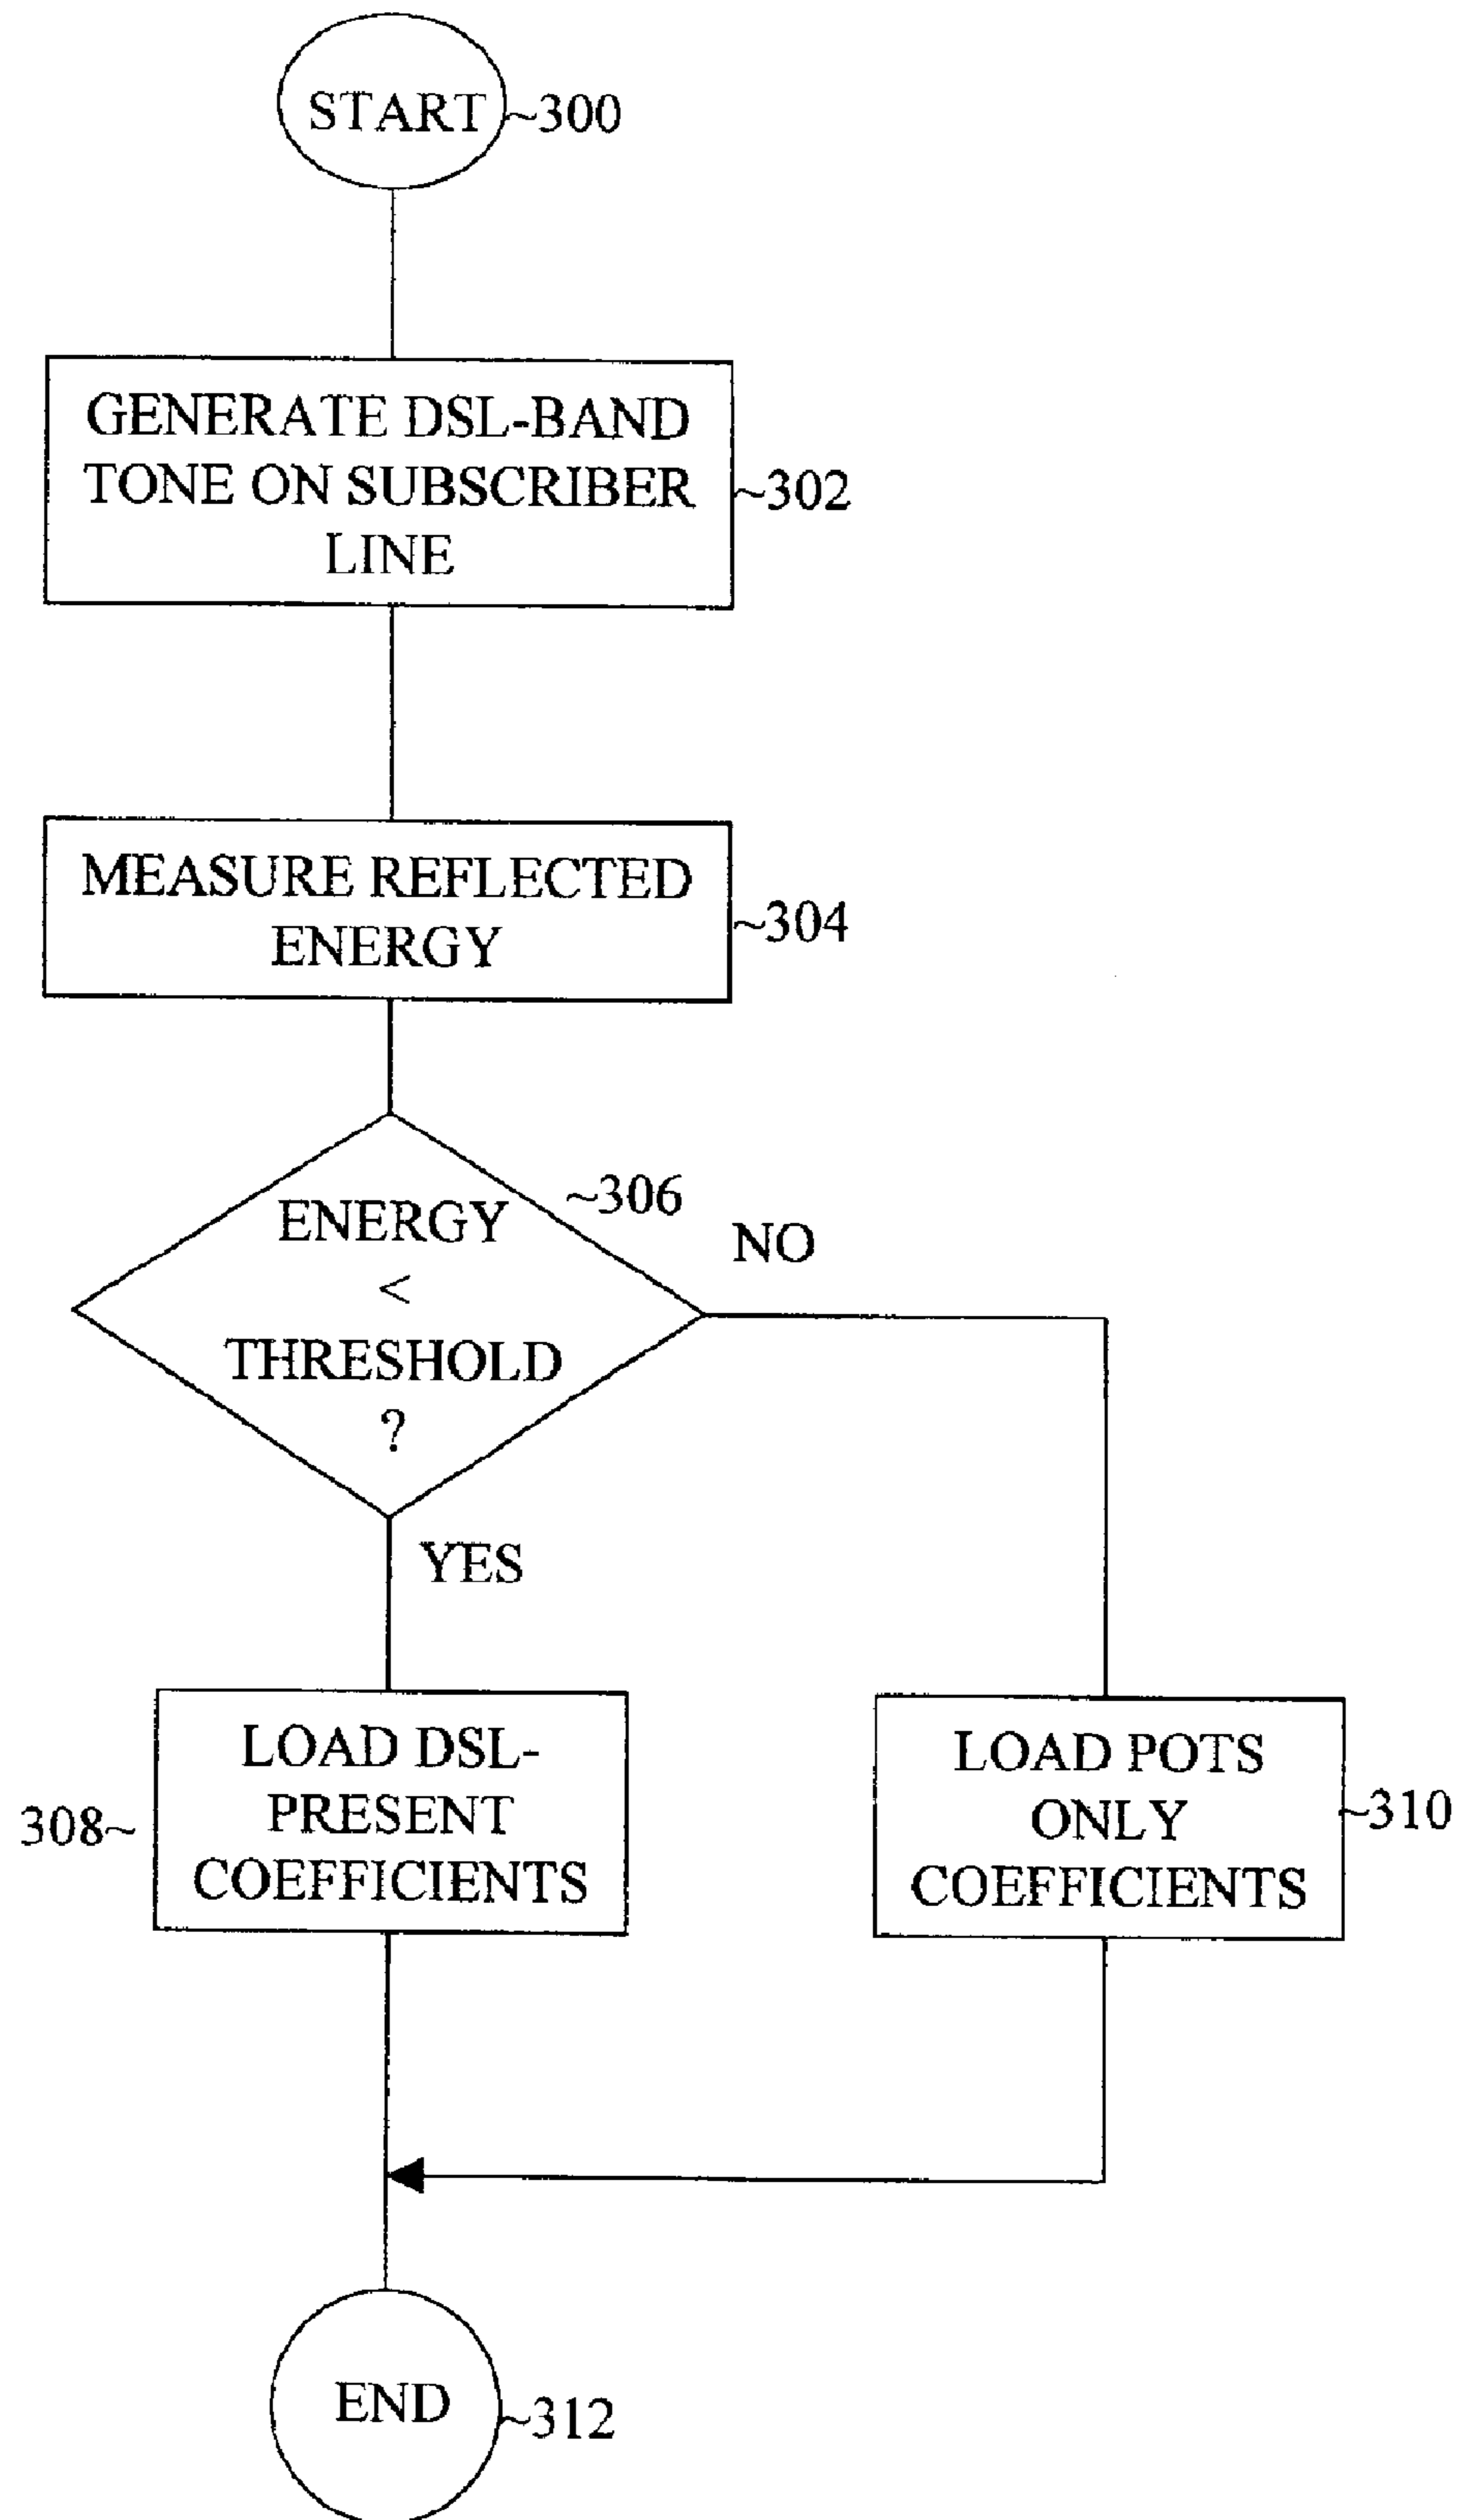 START ~300
GENERATE DSL-BAND
TONE ON SUBSCRIBER
LINE
~302
MEASURE REFLECTED
ENERGY
~304
ENERGY
<
THRESHOLD
?
~306
NO
YES
LOAD DSL-
PRESENT
COEFFICIENTS
308~
LOAD POTS
ONLY
COEFFICIENTS
~310
END ~312